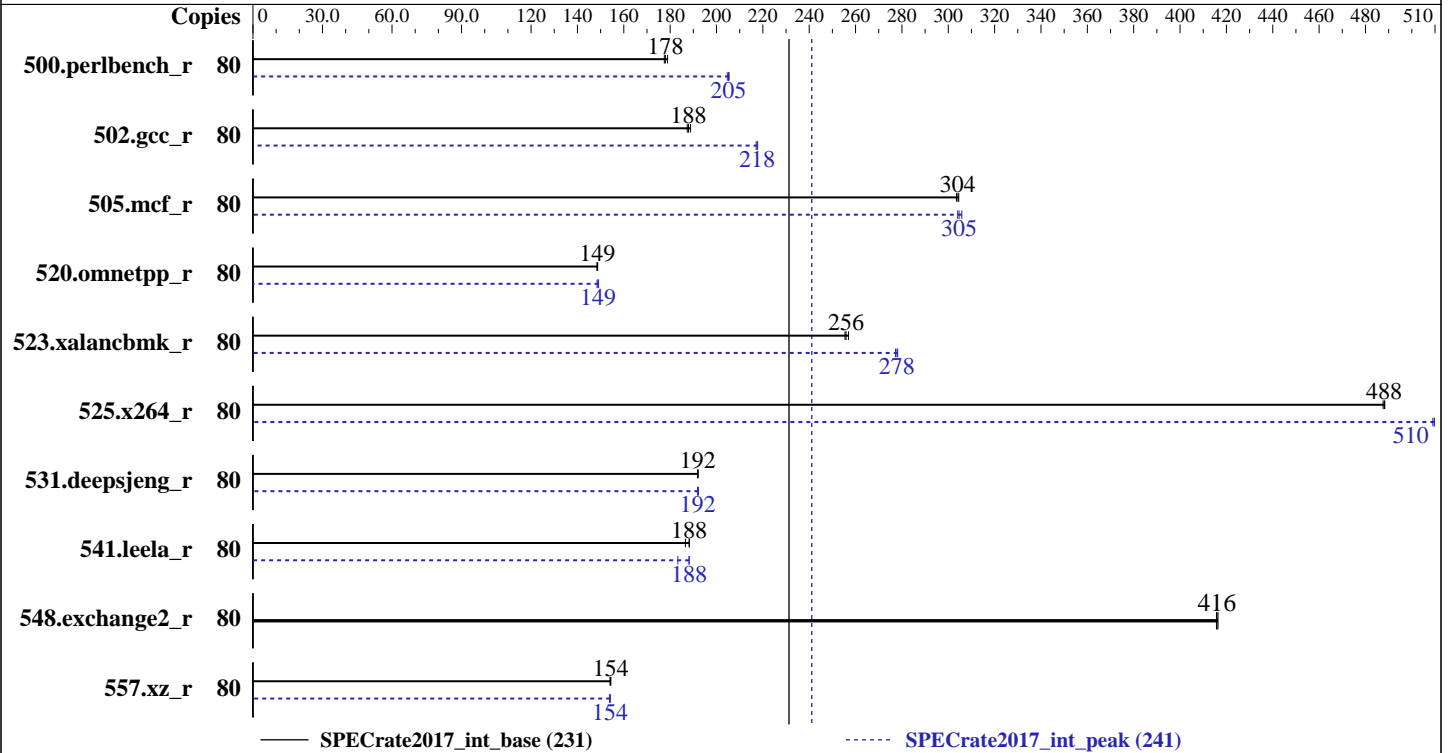 Copies 0 30.0 60.0 90.0 120 140 160 180 200 220 240 260 280 300 320 340 360 380 400 420 440 460 480 510
178
500.perlbench_r 80
205
188
502.gcc_r 80
218
304
505.mcf_r 80
305
149
520.omnetpp_r 80
149
256
523.xalancbmk_r 80
278
488
525.x264_r 80
510
192
531.deepsjeng_r 80
192
188
541.leela_r 80
188
416
548.exchange2_r 80
154
557.xz_r 80
154
SPECrate2017_int_base (231) SPECrate2017_int_peak (241)